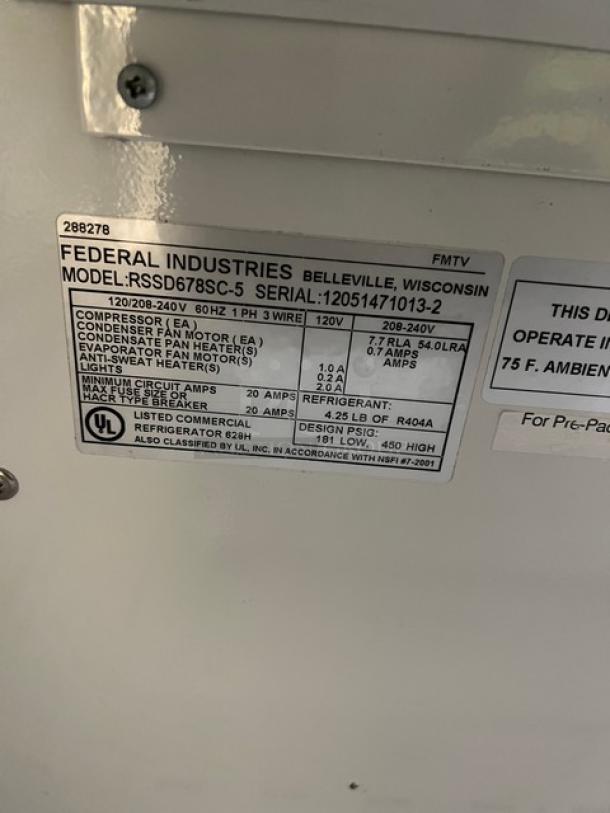 288278
FMTV
FEDERAL INDUSTRIES BELLEVILLE, WISCONSIN
MODEL:RSSD678SC-5 SERIAL:12051471013-2
120/208-240V 60HZ 1 PH 3 WIRE 120V 208-240V
COMPRESSOR (EA) 7.7 RLA 54.0LRA
CONDENSER FAN MOTOR (EA) 0.7 AMPS
CONDENSATE PAN HEATER(S) AMPS
EVAPORATOR FAN MOTOR(S) 1.0 A
ANTI-SWEAT HEATER(S) 0.2 A
LIGHTS 2.0 A
MINIMUM CIRCUIT AMPS 20 AMPS
MAX FUSE SIZE OR
HACR TYPE BREAKER 20 AMPS
REFRIGERANT:
4.25 LB OF R404A
DESIGN PSIG:
181 LOW, 450 HIGH
UL
LISTED COMMERCIAL
REFRIGERATOR 628H
ALSO CLASSIFIED BY UL, INC. IN ACCORDANCE WITH NSFI #7-2001
THIS
OPERATE
75 F. AMBIEN
For Pre-Pac